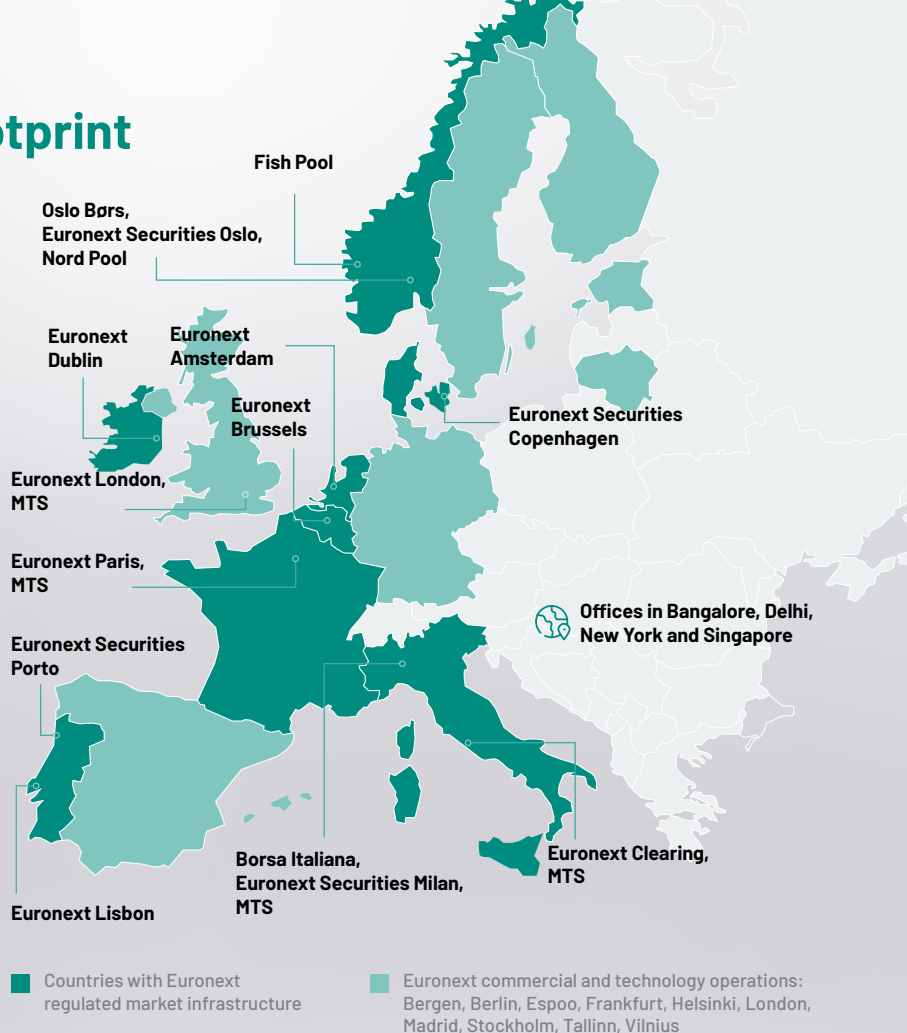 otprint
Fish Pool
Oslo Børs,
Euronext Securities Oslo,
Nord Pool
Euronext
Dublin
Euronext
Amsterdam
Euronext
Brussels
Euronext Securities
Copenhagen
Euronext London,
MTS
Euronext Paris,
MTS
Offices in Bangalore, Delhi,
New York and Singapore
Euronext Securities
Porto
Borsa Italiana,
Euronext Securities Milan,
MTS
Euronext Clearing,
MTS
Euronext Lisbon
Countries with Euronext
regulated market infrastructure
Euronext commercial and technology operations:
Bergen, Berlin, Espoo, Frankfurt, Helsinki, London,
Madrid, Stockholm, Tallinn, Vilnius